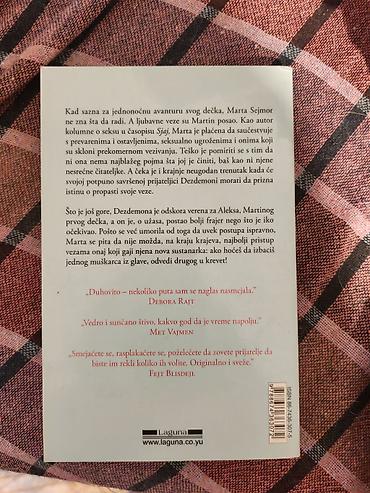 Kad sazna za jednonoćnu avanturu svog dečka, Marta Sejmor
ne zna šta da radi. A ljubavne veze su Martin posao. Kao autor
kolumne o seksu u časopisu Sjaj, Marta je plaćena da saučestvuje
s prevarenima i ostavljenima, seksualno ugroženima i onima koji
su skloni prekomernom vezivanju. Teško je pomiriti se s tim da
ni ona nema najblažeg pojma šta joj je činiti, baš kao ni njene
nesrećne čitateljke. A čeka je i krajnje neugodan trenutak kada će
svojoj potpuno savršenoj prijateljici Dezdemoni morati da prizna
istinu o propasti svoje veze.
Što je još gore, Dezdemona je odskora verena za Aleksa, Martinog
prvog dečka, a on je, o užasa, postao bolji frajer nego što je iko
očekivao. Pošto se već umorila od toga da uvek postupa ispravno,
Marta se pita da nije možda, na kraju krajeva, najbolji pristup
vezama onaj koji gaji njena nova sustanarka: ako hoćeš da izbaciš
jednog muškarca iz glave, odvedi drugog u krevet!
„Duhovito – nekoliko puta sam se naglas nasmejala.”
Debora Rajt
„Vedro i sunčano štivo, kakvo god da je vreme napolju.”
Met Vajmen
„Smejaćete se, rasplakaćete se, poželećete da zovete prijatelje da
biste im rekli koliko ih volite. Originalno i sveže.”
Fejt Blisdejl
Laguna
www.laguna.co.yu